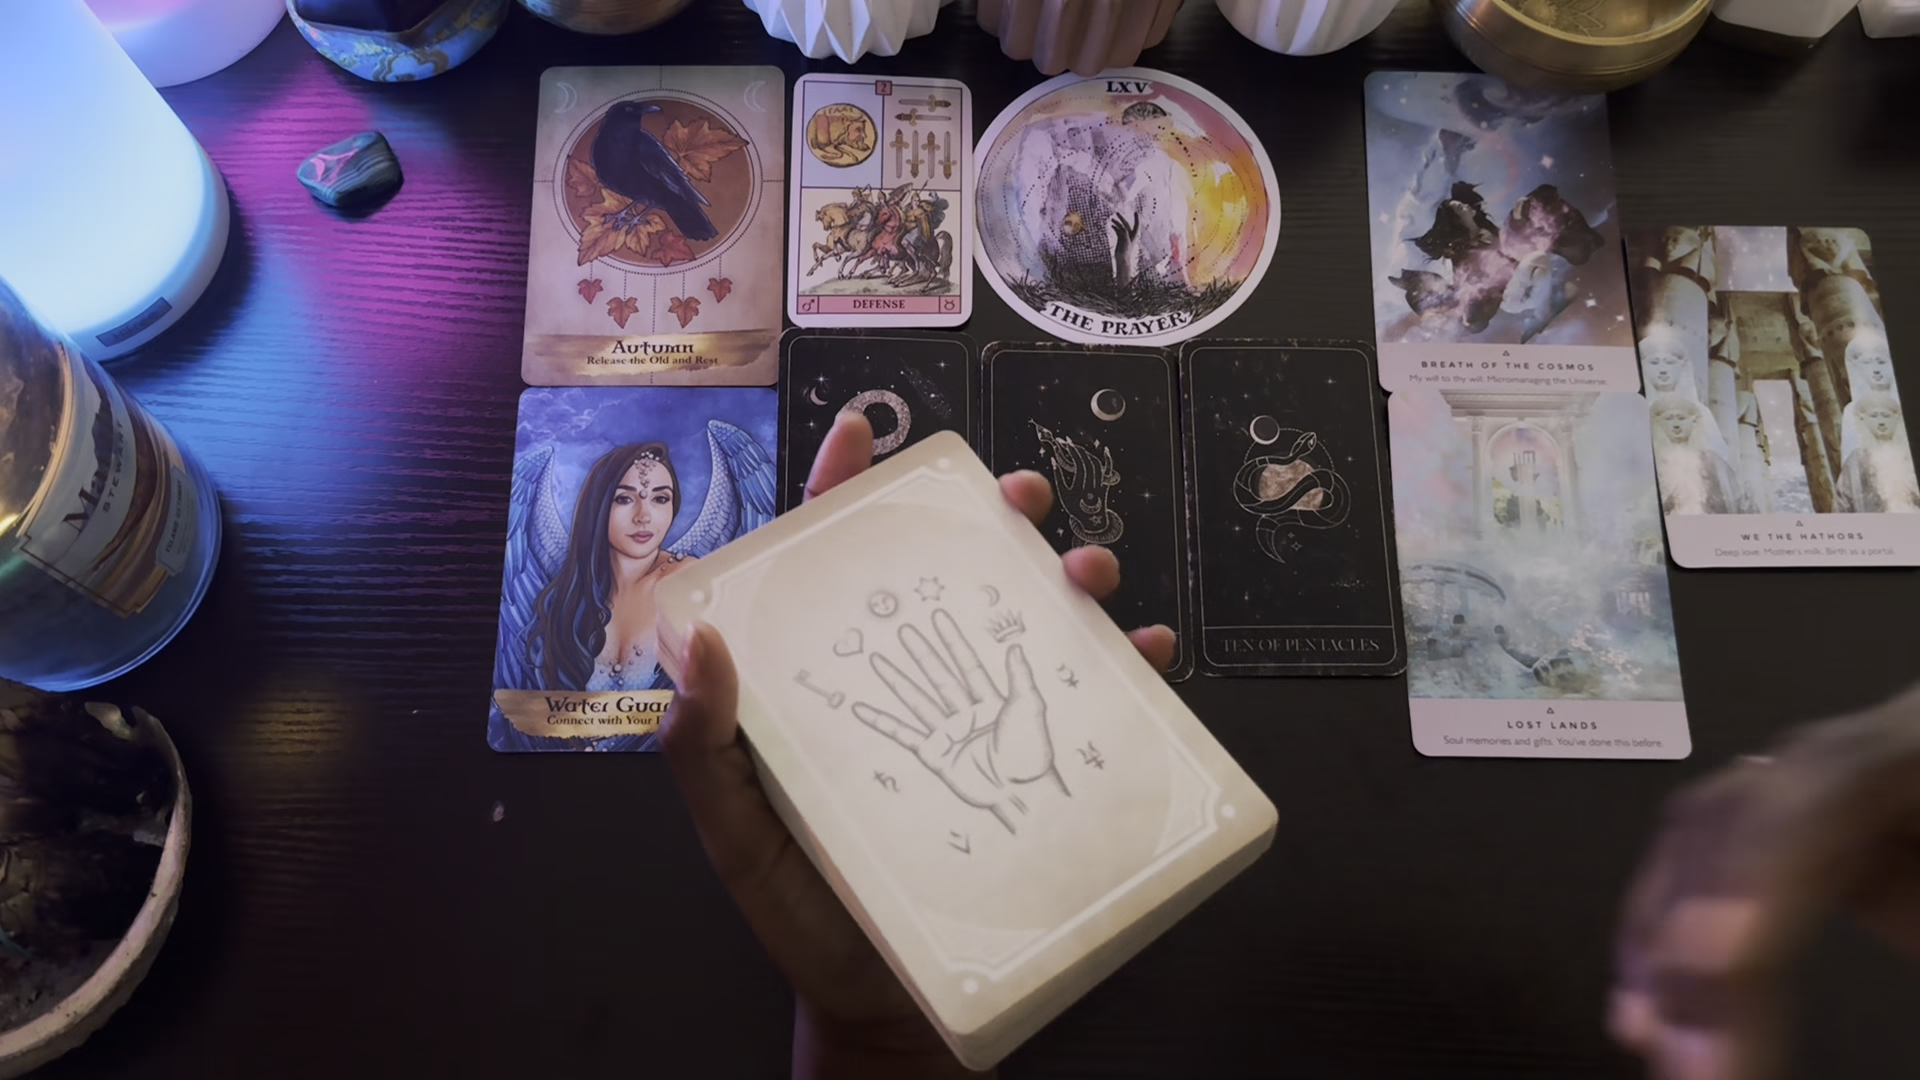 LXV
THE PRAYER
2
DEFENSE
Autumn
Release the Old and Rest
BREATH OF THE COSMOS
My will to thy will. Micromanaging the Universe.
WE THE HATHORS
Deep love. Mother's milk. Birth as a portal.
Water
Connect with Your
TEN OF PENTACLES
LOST LANDS
Soul memories and gifts. You've done this before.
STEWART